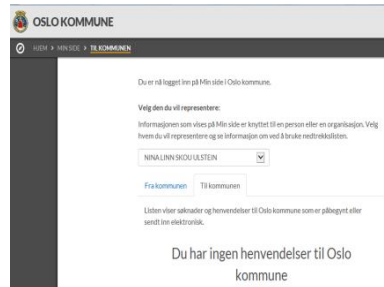 OSLO KOMMUNE
HJEM ▸ MIN SIDE ▸ TIL KOMMUNEN
Du er nå logget inn på Min side i Oslo kommune.
Velg den du vil representere:
Informasjonen som vises på Min side er knyttet til en person eller en organisasjon. Velg
hvem du vil representere og se informasjon om ved å bruke nedtrekkslisten.
NINA LINN SKOU ULSTEIN
Fra kommunen Til kommunen
Listen viser søknader og henvendelser til Oslo kommune som er påbegynt eller
sendt inn elektronisk.
Du har ingen henvendelser til Oslo
kommune